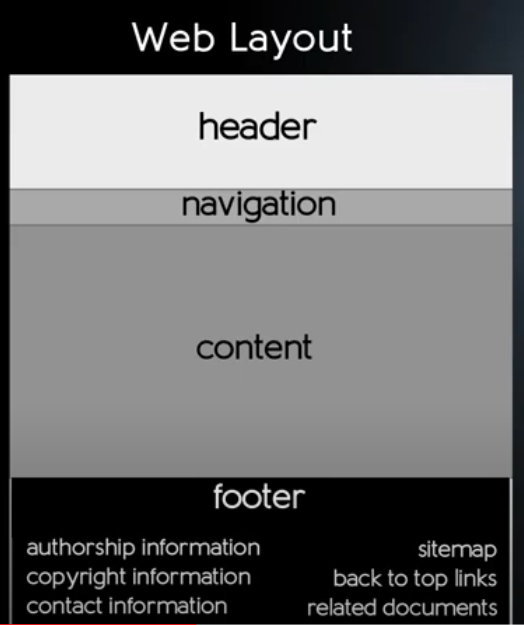 Web Layout
header
navigation
content
footer
authorship information
sitemap
copyright information
back to top links
contact information
related documents